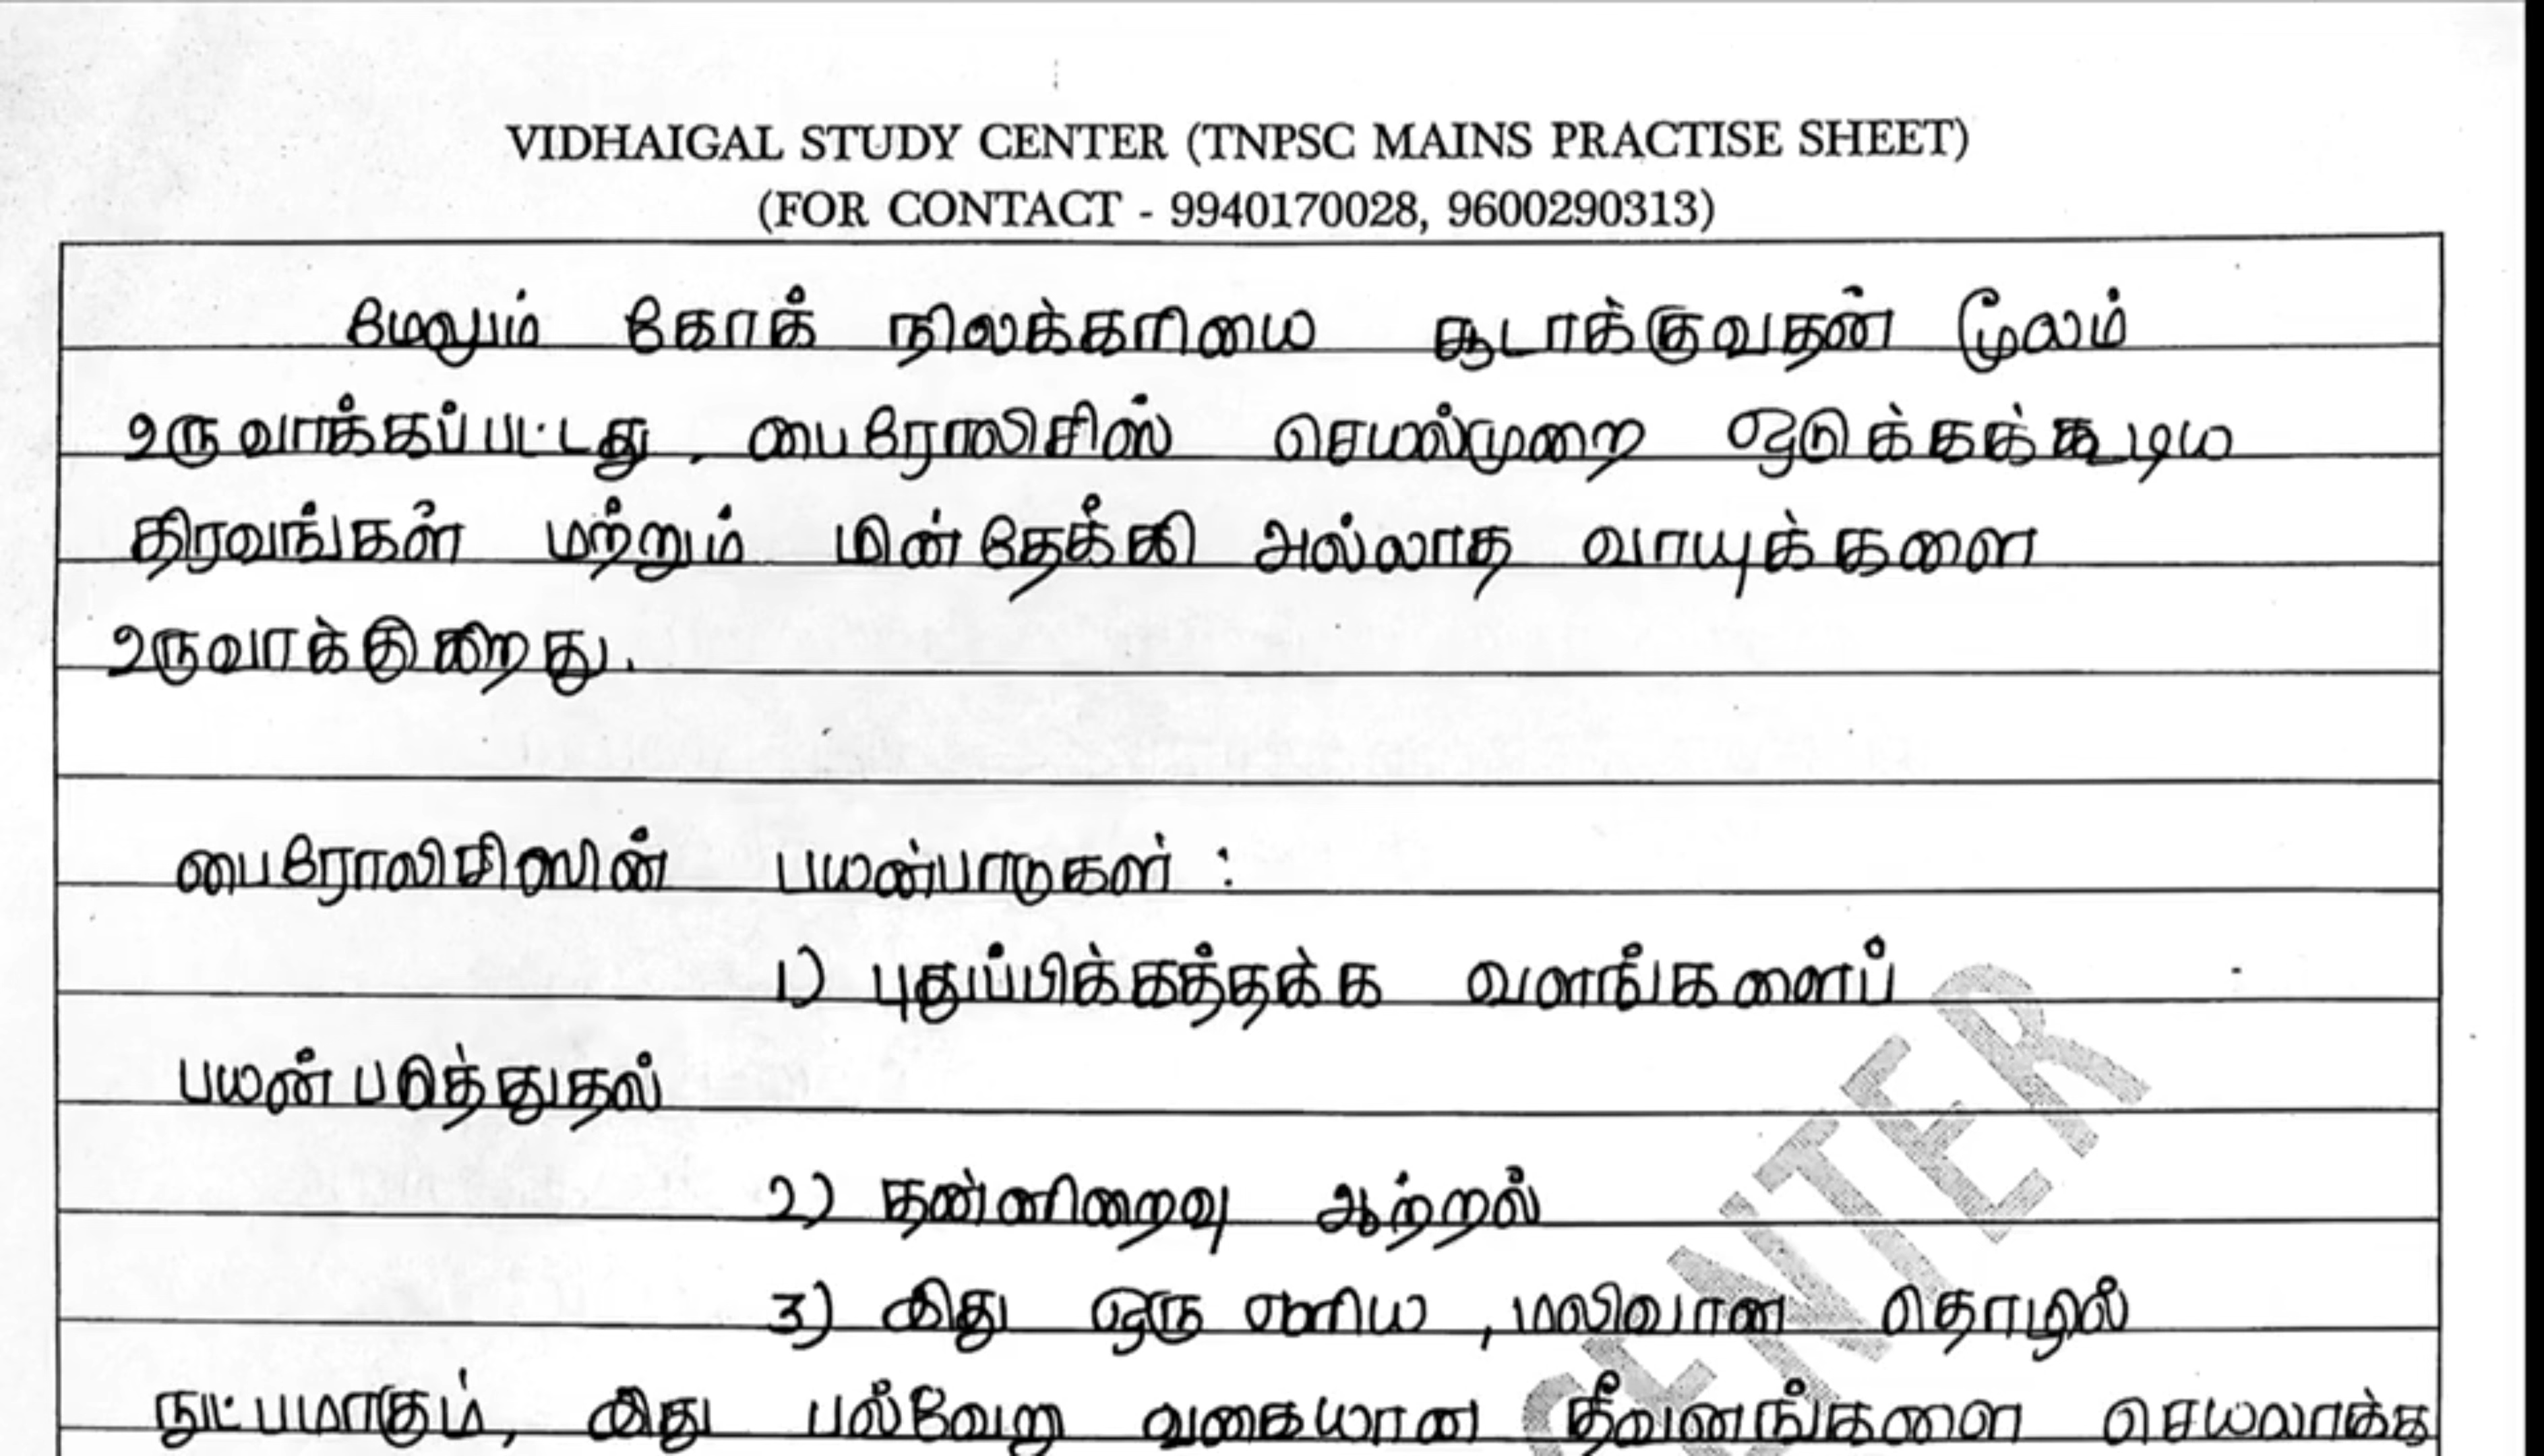 VIDHAIGAL STUDY CENTER (TNPSC MAINS PRACTISE SHEET)
(FOR CONTACT - 9940170028, 9600290313)
மேலும் கோக் நிலக்கரியை சூடாக்குவதன் மூலம்
உருவாக்கப்பட்டது. பைரோலிசிஸ் செயல்முறை ஒடுக்கக்கூடிய
திரவங்கள் மற்றும் மின்தேக்கி அல்லாத வாயுக்களை
உருவாக்குகிறது.
பைரோலிசிஸின் பயன்பாடுகள் :
1) புதுப்பிக்கத்தக்க வளங்களைப்
பயன்படுத்துதல்
2) தன்னிறைவு ஆற்றல்
3) இது ஒரு எளிய , மலிவான தொழில்
நுட்பமாகும், இது பல்வேறு வகையான தீவனங்களை செயலாக்க
CENTER